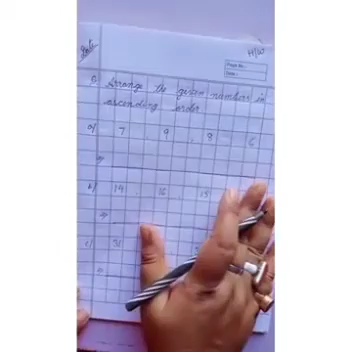 Page No.:
Date:
Q Arrange the given numbers in
ascending order
a) 7 9 , 8 6
⇒
b) 14 , 16 , 15
⇒
c) 31